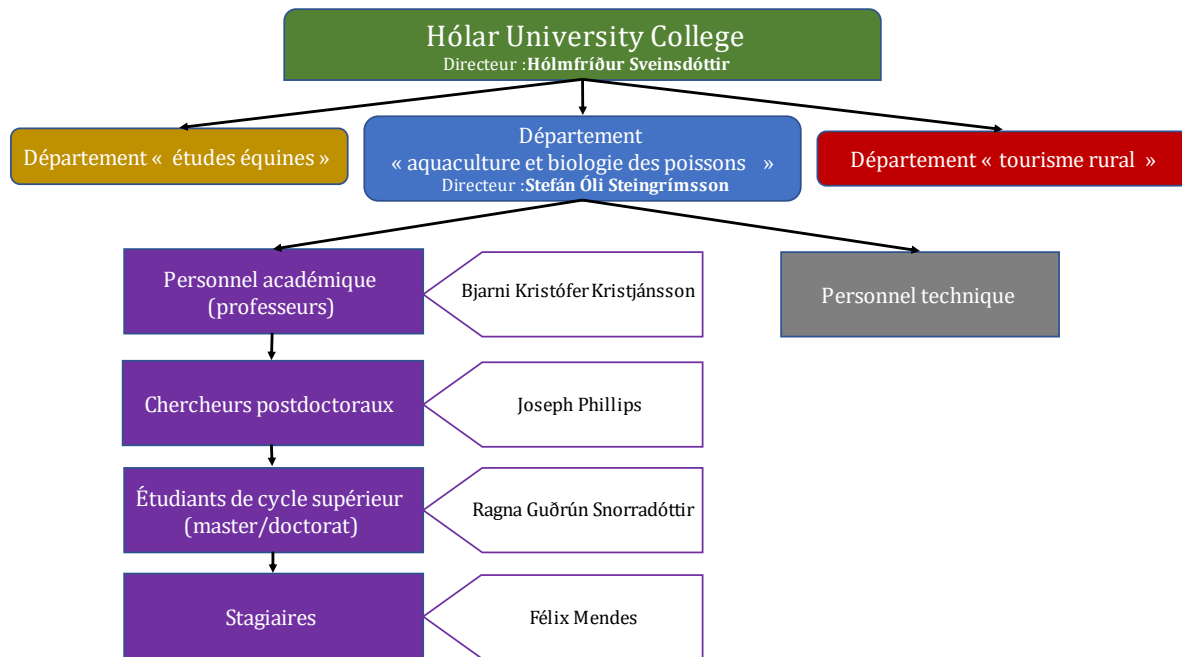 Hólar University College
Directeur :Hólmfríður Sveinsdóttir
Département « études équines »
Département
« aquaculture et biologie des poissons »
Directeur :Stefán Óli Steingrímsson
Département « tourisme rural »
Personnel académique
(professeurs)
Bjarni Kristófer Kristjánsson
Personnel technique
Chercheurs postdoctoraux
Joseph Phillips
Étudiants de cycle supérieur
(master/doctorat)
Ragna Guðrún Snorradóttir
Stagiaires
Félix Mendes